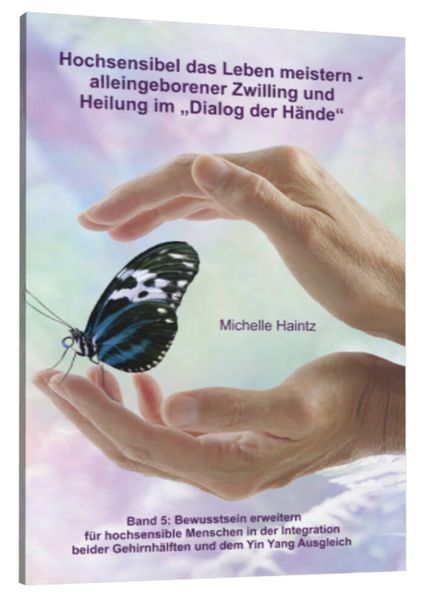 Hochsensibel das Leben meistern -
alleingeborener Zwilling und
Heilung im „Dialog der Hände“
Michelle Haintz
Band 5: Bewusstsein erweitern
für hochsensible Menschen in der Integration
beider Gehirnhälften und dem Yin Yang Ausgleich